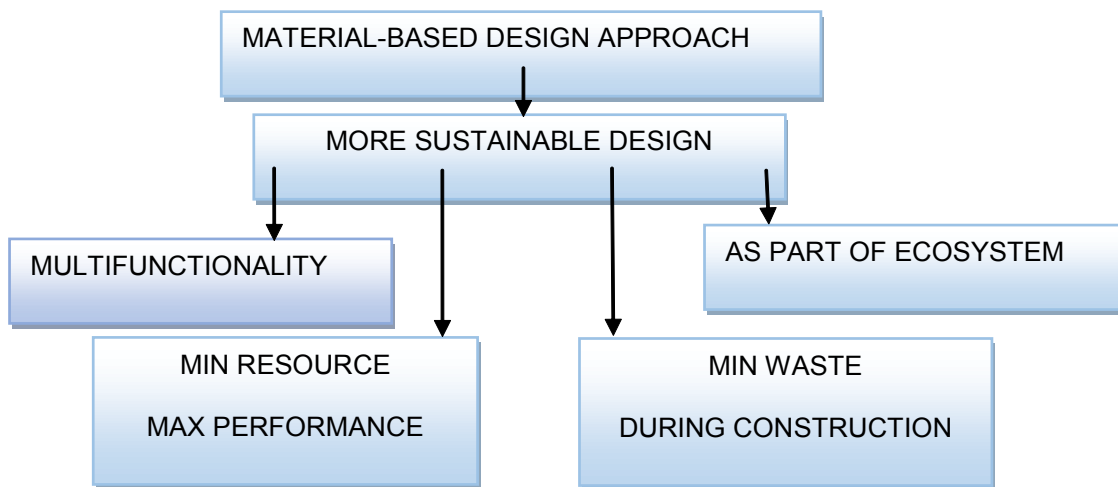 MATERIAL-BASED DESIGN APPROACH
MORE SUSTAINABLE DESIGN
MULTIFUNCTIONALITY
AS PART OF ECOSYSTEM
MIN RESOURCE
MAX PERFORMANCE
MIN WASTE
DURING CONSTRUCTION